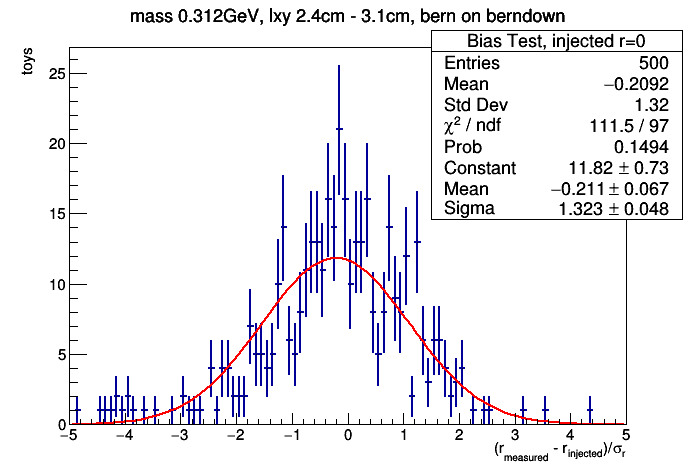 mass 0.312GeV, lxy 2.4cm - 3.1cm, bern on berndown
Bias Test, injected r=0
Entries 500
Mean −0.2092
Std Dev 1.32
χ² / ndf 111.5 / 97
Prob 0.1494
Constant 11.82 ± 0.73
Mean −0.211 ± 0.067
Sigma 1.323 ± 0.048
toys
25
20
15
10
5
0
−5 −4 −3 −2 −1 0 1 2 3 4 5
(r_measured - r_injected)/σ_r